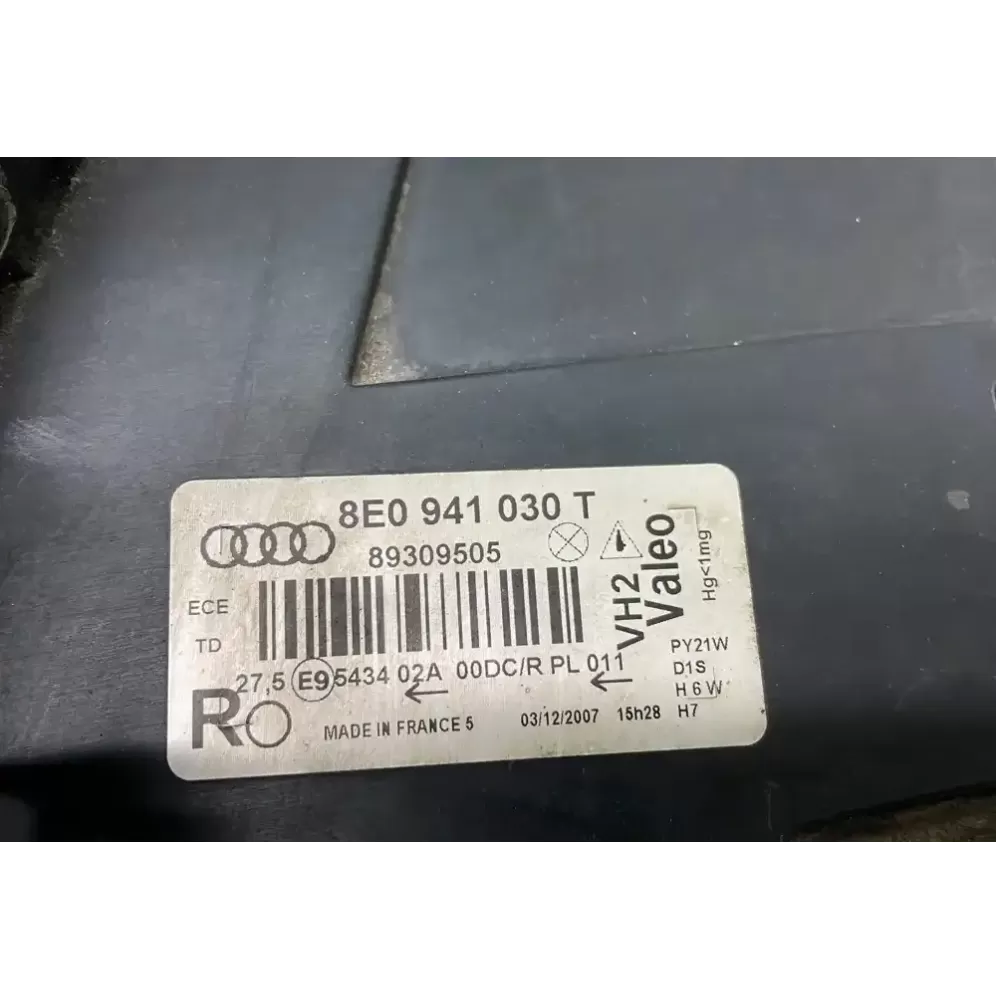 8E0 941 030 T
89309505
ECE
TD
VH2
Valeo
Hg<1mg
27,5 E9 5434 02A 00DC/R PL 011
PY21W
D1S
H6W
H7
R
MADE IN FRANCE 5 03/12/2007 15h28